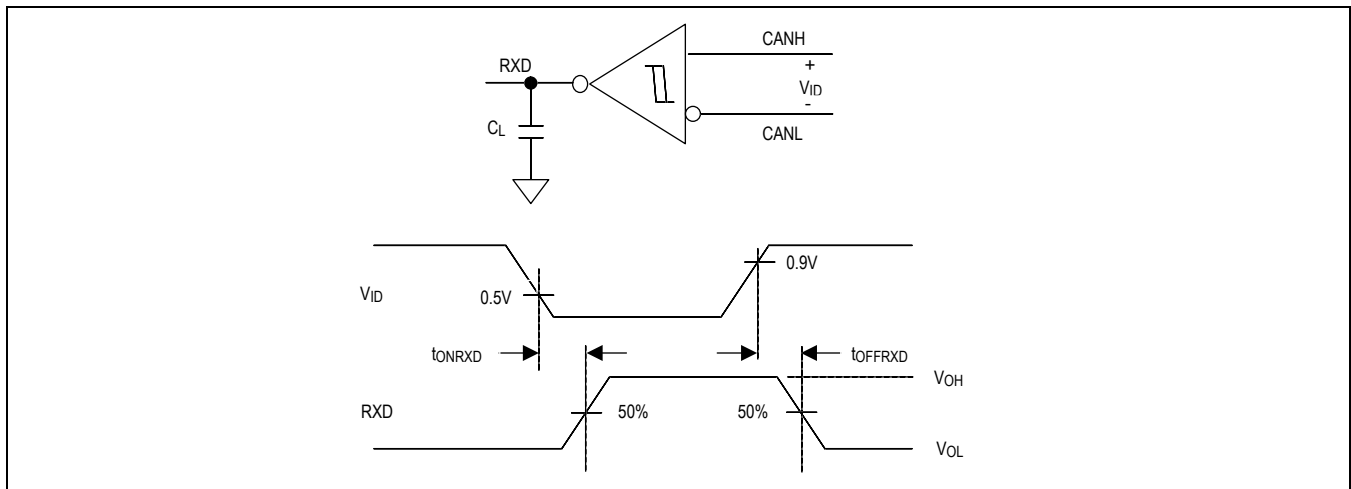 CANH
RXD
+
VID
-
CL
CANL
0.9V
VID
0.5V
tONRXD
tOFFRXD
VOH
RXD
50%
50%
VOL